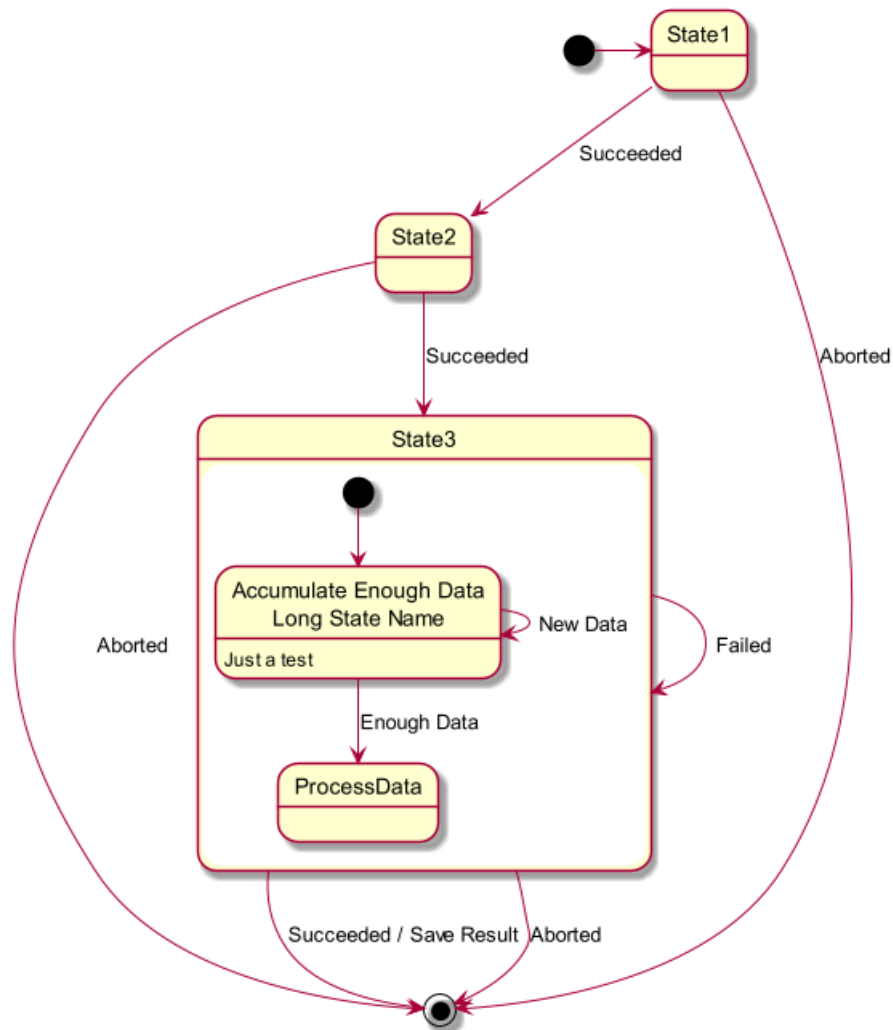 State1
Succeeded
State2
Succeeded
Aborted
State3
Accumulate Enough Data
Long State Name
New Data
Just a test
Aborted
Failed
Enough Data
ProcessData
Succeeded / Save Result
Aborted